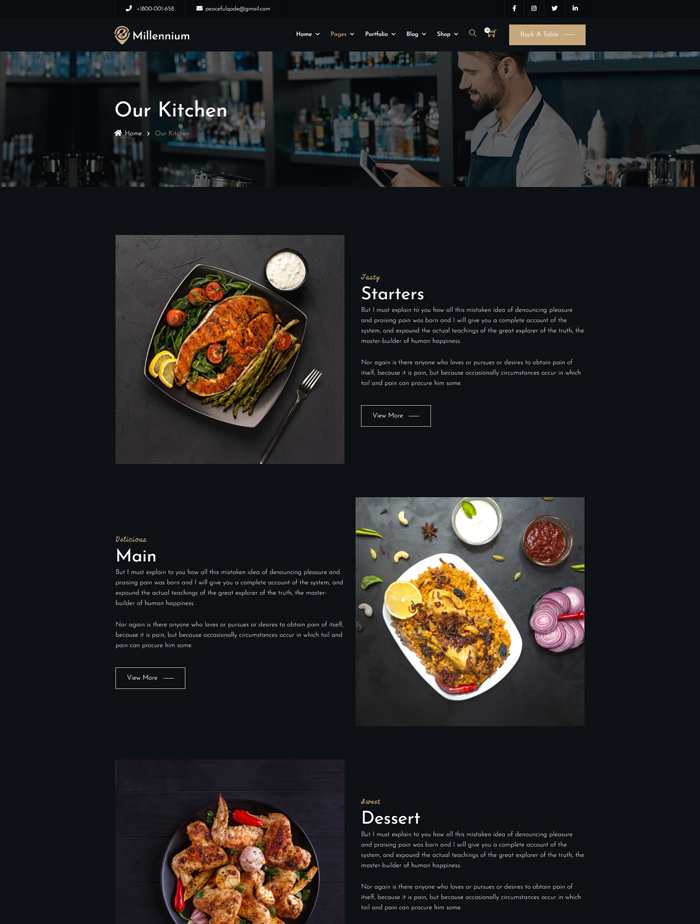 +1800-001-658
peacefulqode@gmail.com
Millennium
Home
Pages
Portfolio
Blog
Shop
0
Book A Table
Our Kitchen
Home
Our Kitchen
Tasty
Starters
But I must explain to you how all this mistaken idea of denouncing pleasure
and praising pain was born and I will give you a complete account of the
system, and expound the actual teachings of the great explorer of the truth, the
master-builder of human happiness.
Nor again is there anyone who loves or pursues or desires to obtain pain of
itself, because it is pain, but because occasionally circumstances occur in which
toil and pain can procure him some.
View More
Delicious
Main
But I must explain to you how all this mistaken idea of denouncing pleasure and
praising pain was born and I will give you a complete account of the system, and
expound the actual teachings of the great explorer of the truth, the master-
builder of human happiness.
Nor again is there anyone who loves or pursues or desires to obtain pain of itself,
because it is pain, but because occasionally circumstances occur in which toil and
pain can procure him some.
View More
Sweet
Dessert
But I must explain to you how all this mistaken idea of denouncing pleasure
and praising pain was born and I will give you a complete account of the
system, and expound the actual teachings of the great explorer of the truth, the
master-builder of human happiness.
Nor again is there anyone who loves or pursues or desires to obtain pain of
itself, because it is pain, but because occasionally circumstances occur in which
toil and pain can procure him some.